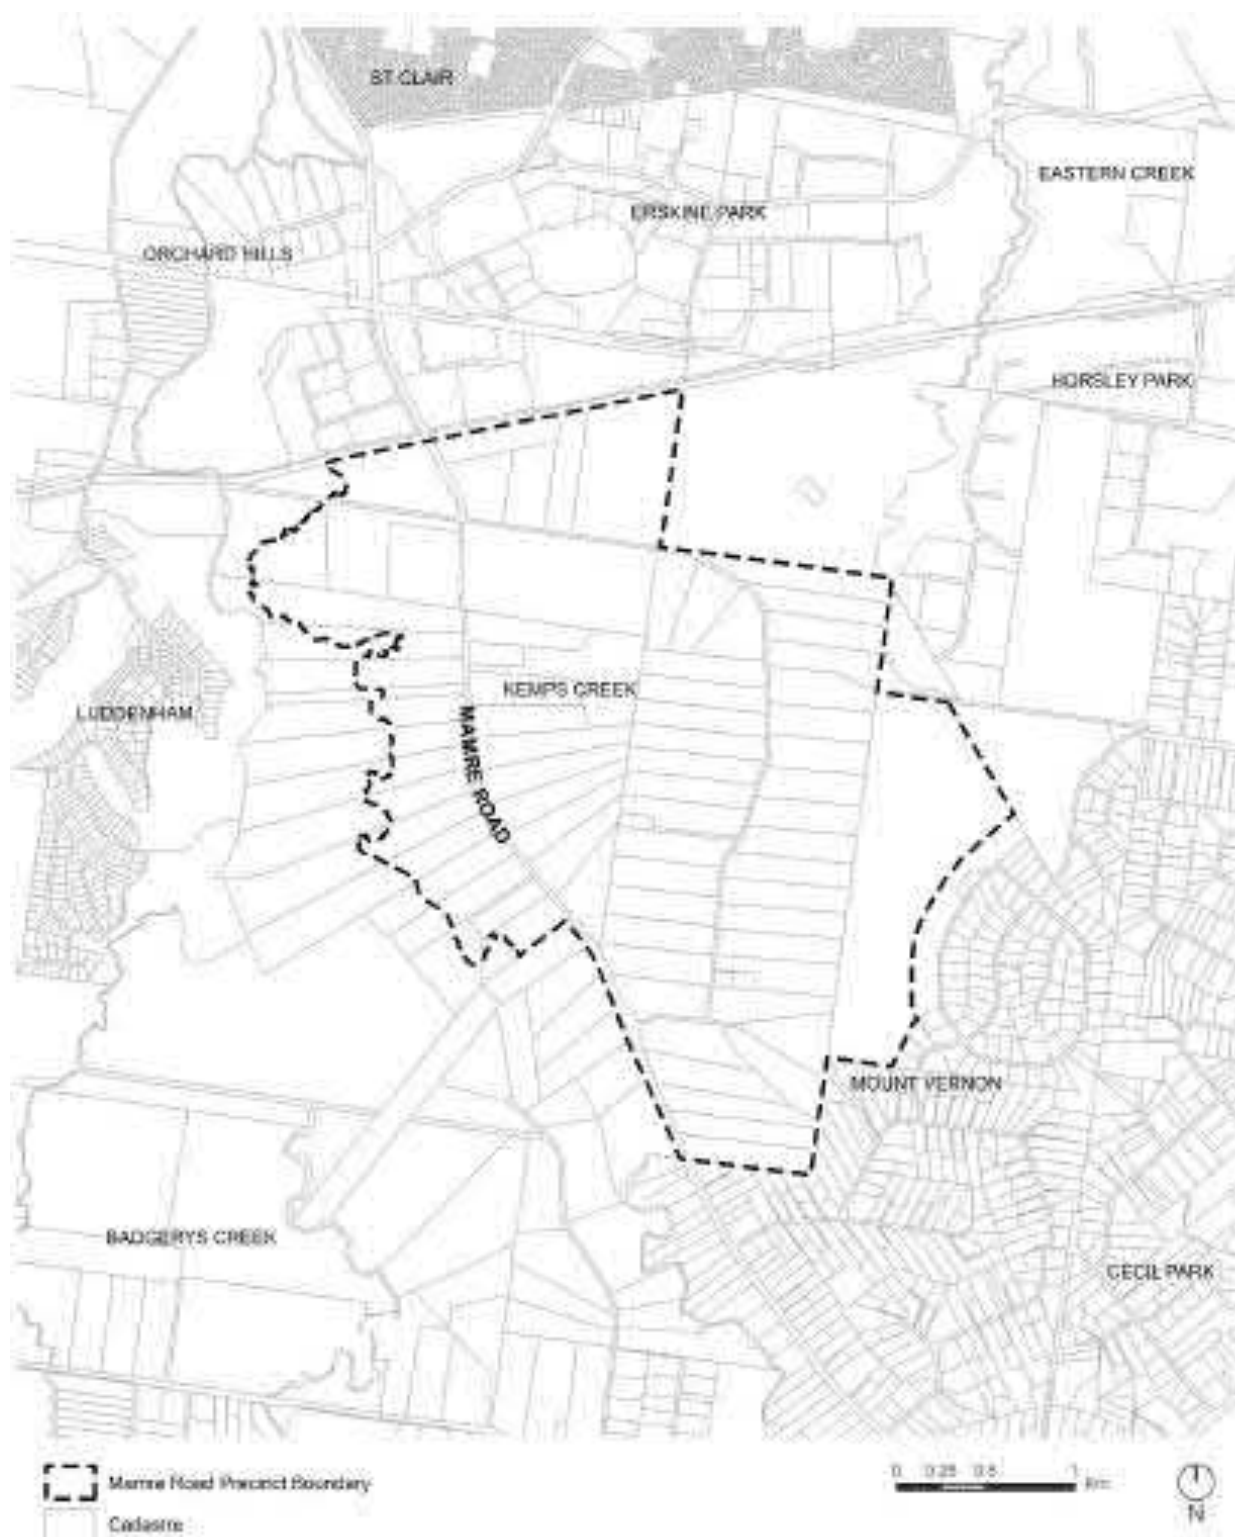 ST CLAIR
EASTERN CREEK
ERSKINE PARK
ORCHARD HILLS
HORSLEY PARK
KEMPS CREEK
LUDDENHAM
MAMRE ROAD
MOUNT VERNON
BADGERYS CREEK
CECIL PARK
Mamre Road Precinct Boundary
0 0.25 0.5 1
Km
N
Cadastre